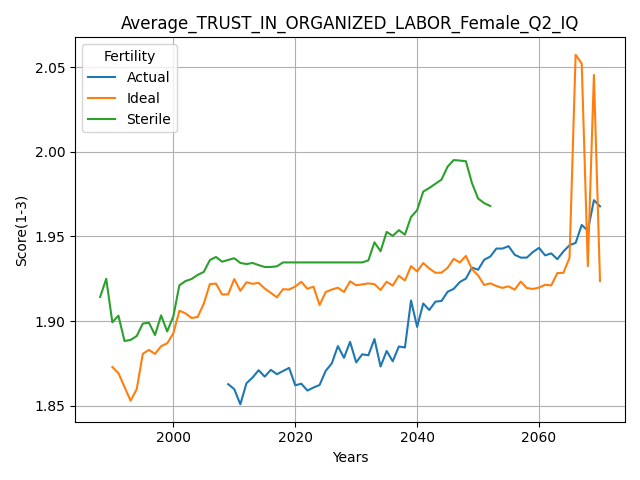 Average_TRUST_IN_ORGANIZED_LABOR_Female_Q2_IQ
Fertility
Actual
Ideal
Sterile
Score(1-3)
2.05
2.00
1.95
1.90
1.85
2000
2020
2040
2060
Years